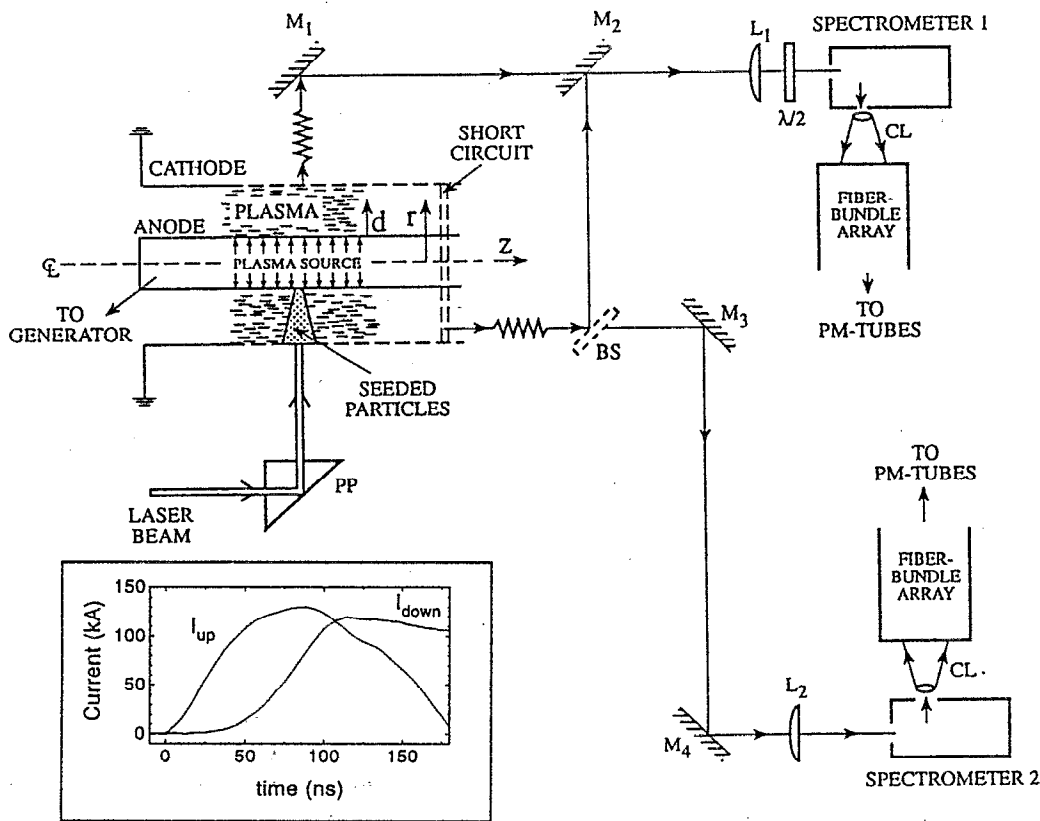 M1
M2
L1
SPECTROMETER 1
λ/2
CL
FIBER-
BUNDLE
ARRAY
TO
PM-TUBES
SHORT
CIRCUIT
CATHODE
PLASMA
d
r
ANODE
℄
PLASMA SOURCE
Z
TO
GENERATOR
BS
M3
SEEDED
PARTICLES
PP
LASER
BEAM
TO
PM-TUBES
FIBER-
BUNDLE
ARRAY
CL
L2
M4
SPECTROMETER 2
Current (kA)
150
100
50
0
Iup
Idown
0 50 100 150
time (ns)